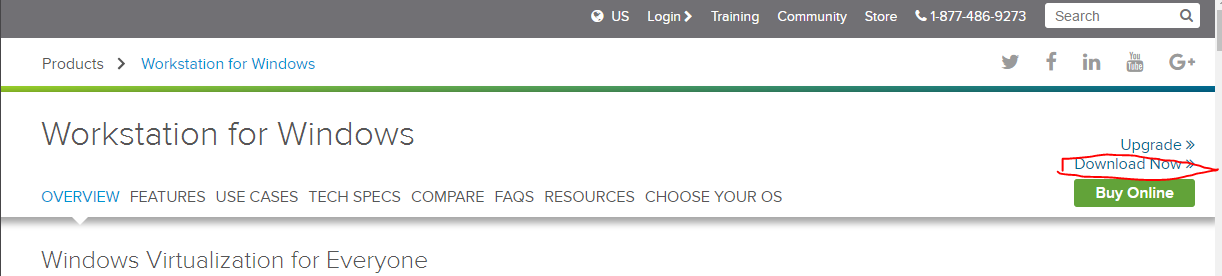 US Login Training Community Store 1-877-486-9273 Search
Products Workstation for Windows
You Tube G+
Workstation for Windows
Upgrade »
Download Now »
Buy Online
OVERVIEW FEATURES USE CASES TECH SPECS COMPARE FAQS RESOURCES CHOOSE YOUR OS
Windows Virtualization for Everyone